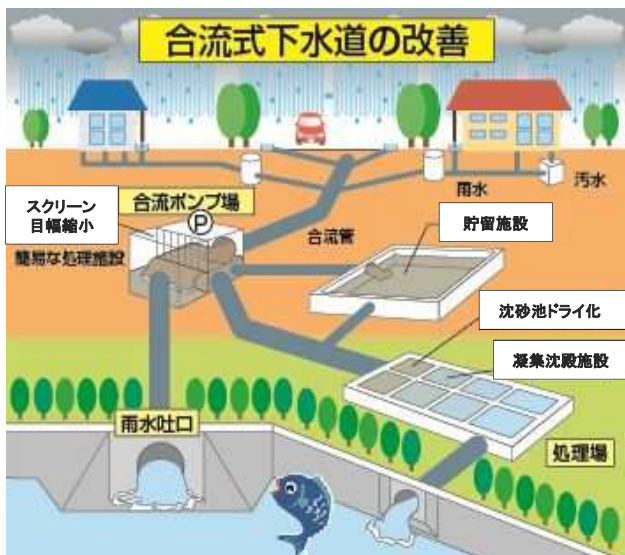 合流式下水道の改善
雨水
汚水
スクリーン
目幅縮小
合流ポンプ場
P
合流管
貯留施設
簡易な処理施設
沈砂池ドライ化
凝集沈殿施設
雨水吐口
処理場